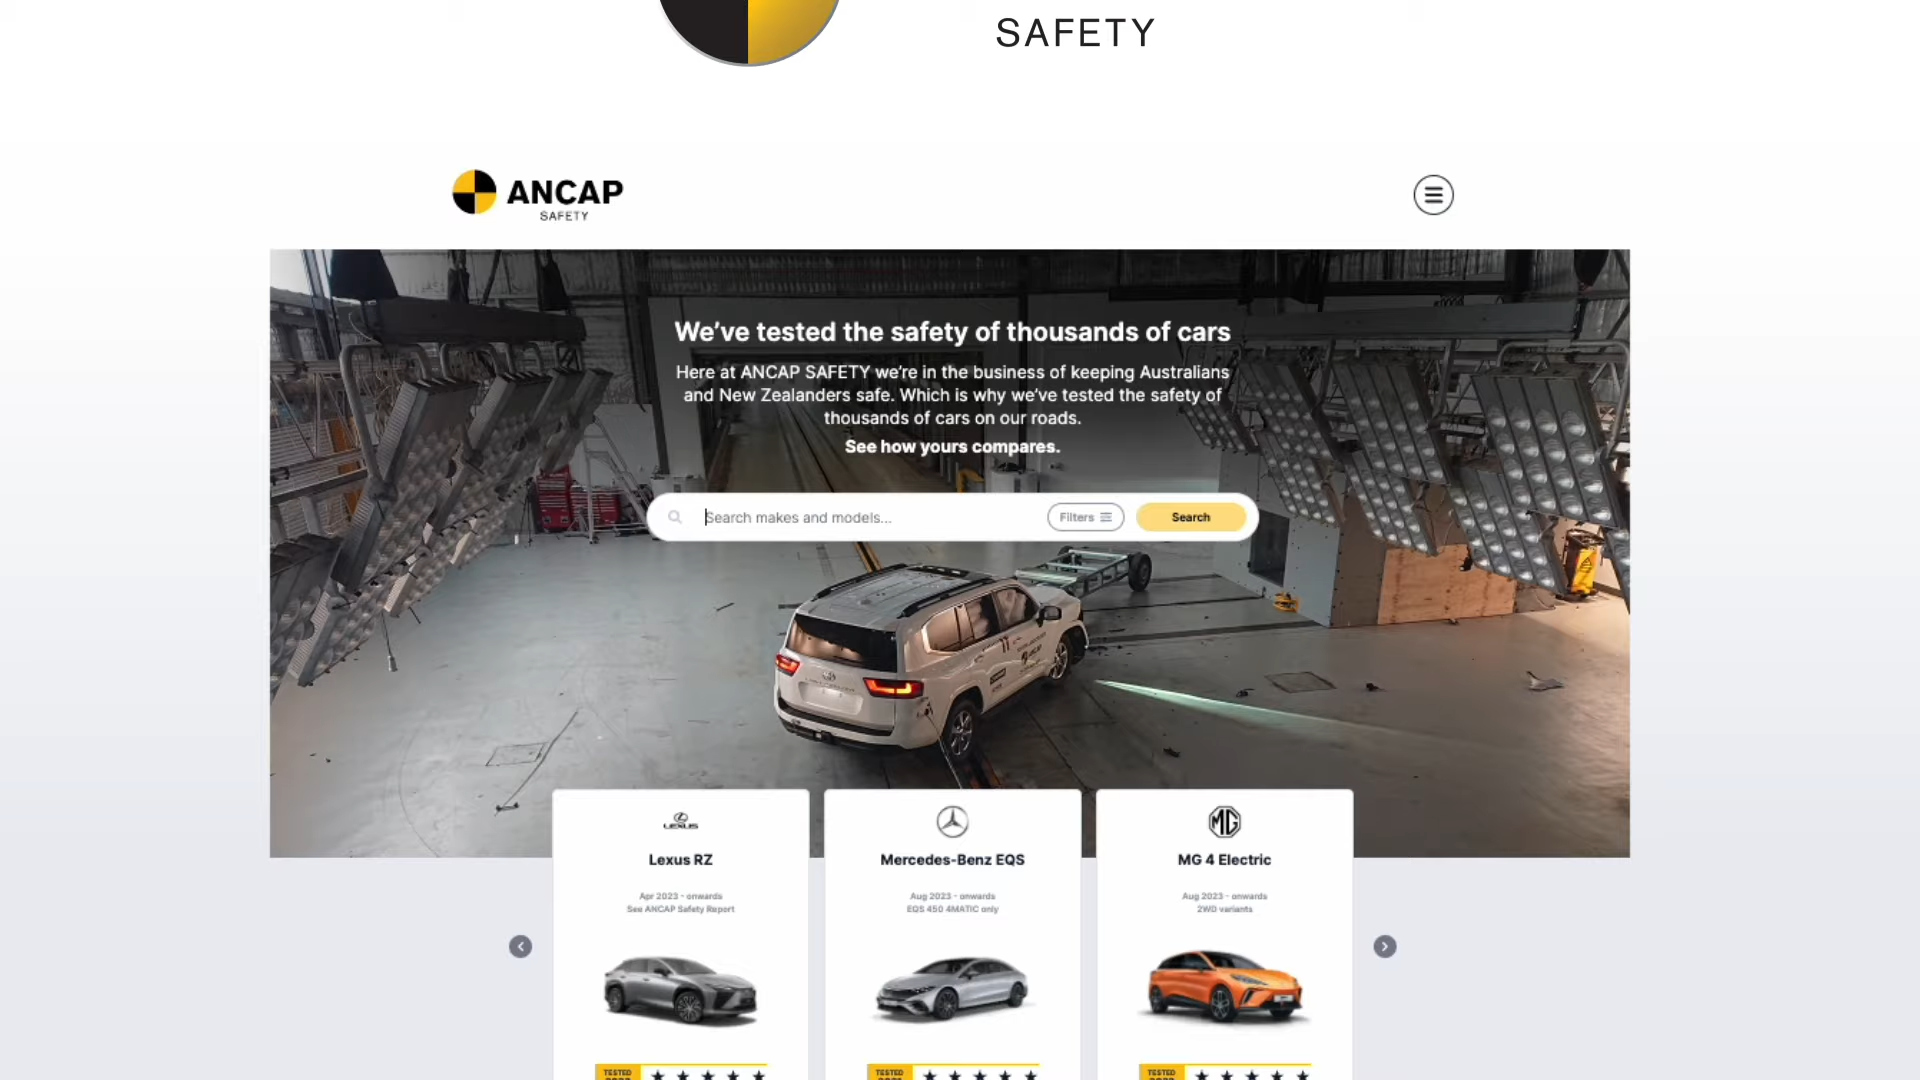 SAFETY
ANCAP
SAFETY
We've tested the safety of thousands of cars
Here at ANCAP SAFETY we're in the business of keeping Australians
and New Zealanders safe. Which is why we've tested the safety of
thousands of cars on our roads.
See how yours compares.
Search makes and models...
Filters
Search
LEXUS
MG
Lexus RZ
Mercedes-Benz EQS
MG 4 Electric
Apr 2023 - onwards
See ANCAP Safety Report
Aug 2023 - onwards
EQS 450 4MATIC only
Aug 2023 - onwards
2WD variants
TESTED
TESTED
TESTED